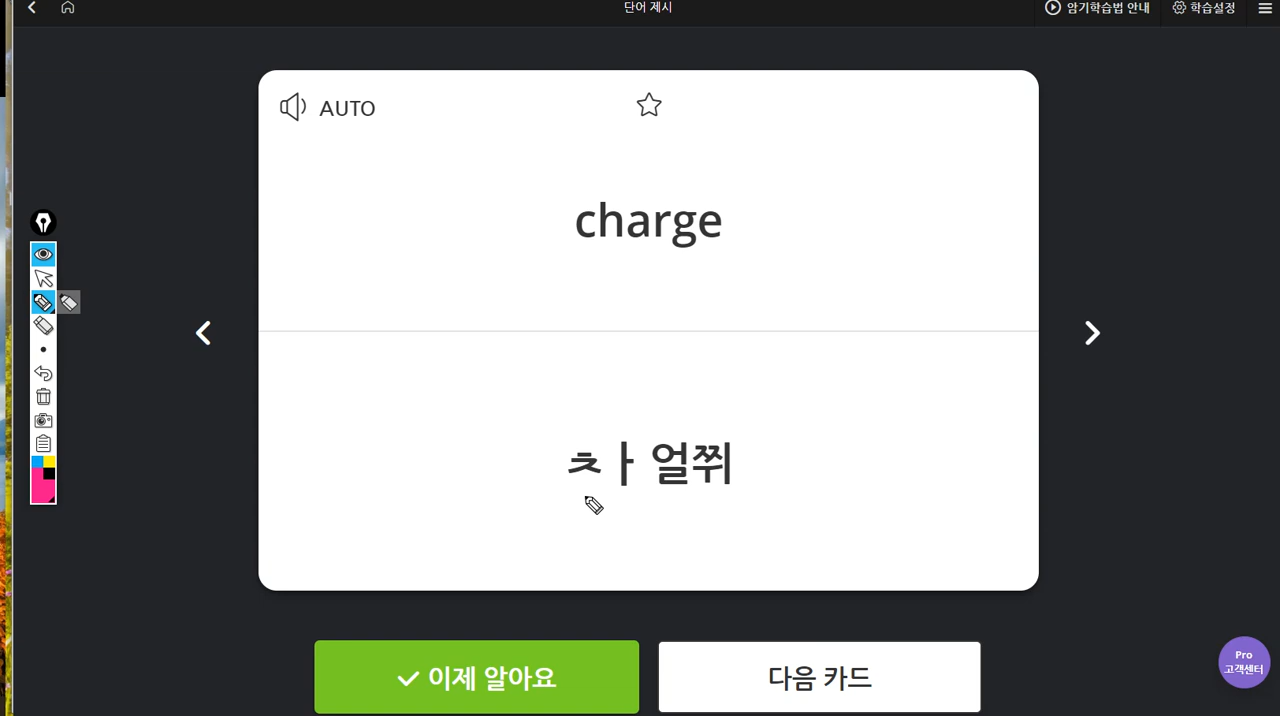 단어 제시
암기학습법 안내
학습설정
AUTO
charge
ㅊㅏ 얼쮜
이제 알아요
다음 카드
Pro
고객센터